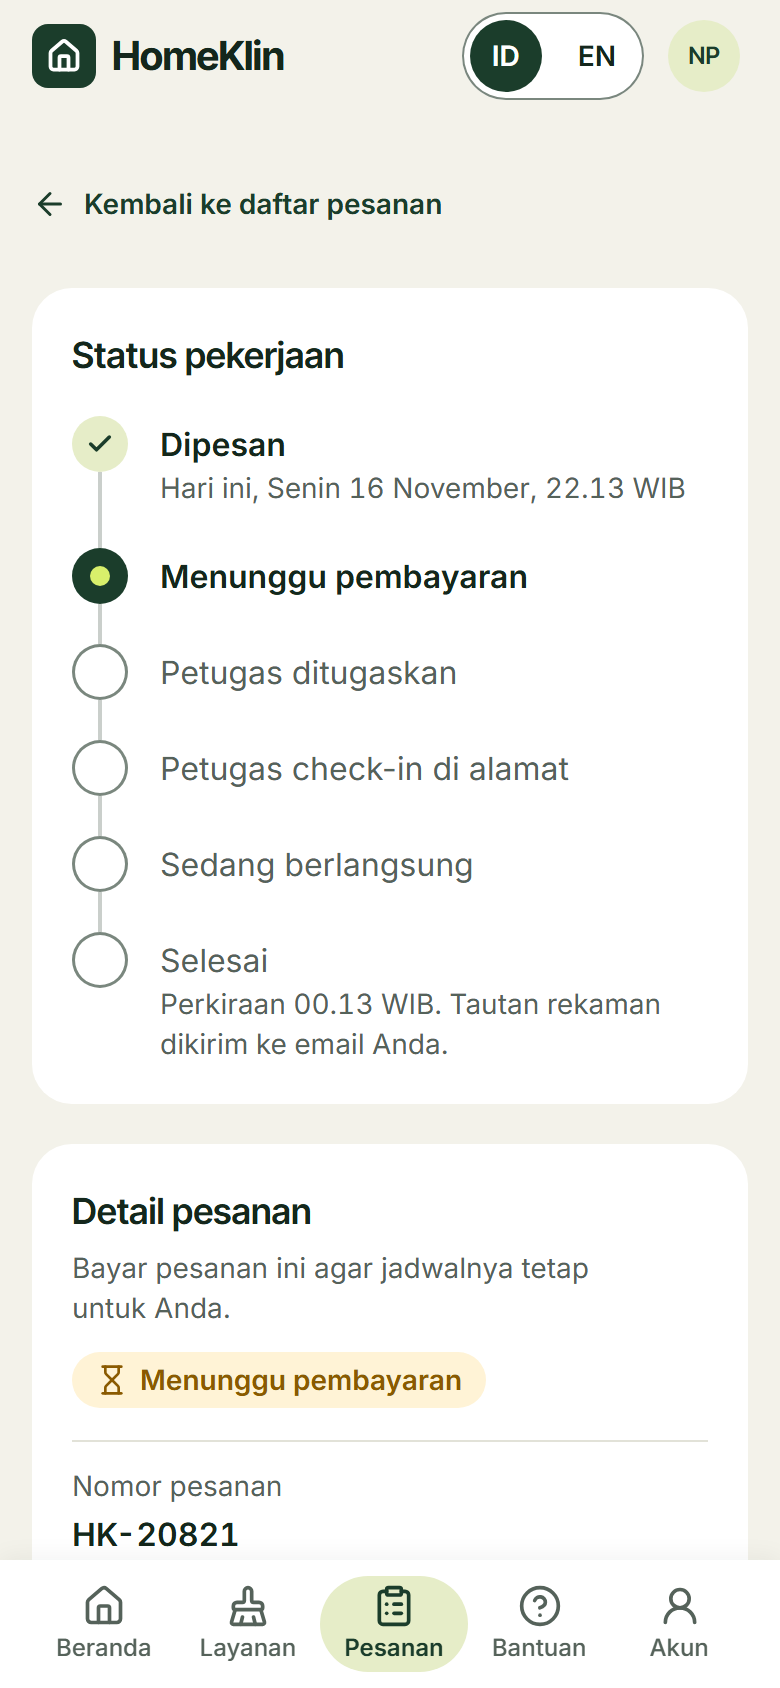 HomeKlin
ID
EN
NP
Kembali ke daftar pesanan
Status pekerjaan
Dipesan
Hari ini, Senin 16 November, 22.13 WIB
Menunggu pembayaran
Petugas ditugaskan
Petugas check-in di alamat
Sedang berlangsung
Selesai
Perkiraan 00.13 WIB. Tautan rekaman
dikirim ke email Anda.
Detail pesanan
Bayar pesanan ini agar jadwalnya tetap
untuk Anda.
Menunggu pembayaran
Nomor pesanan
HK-20821
Beranda
Layanan
Pesanan
Bantuan
Akun